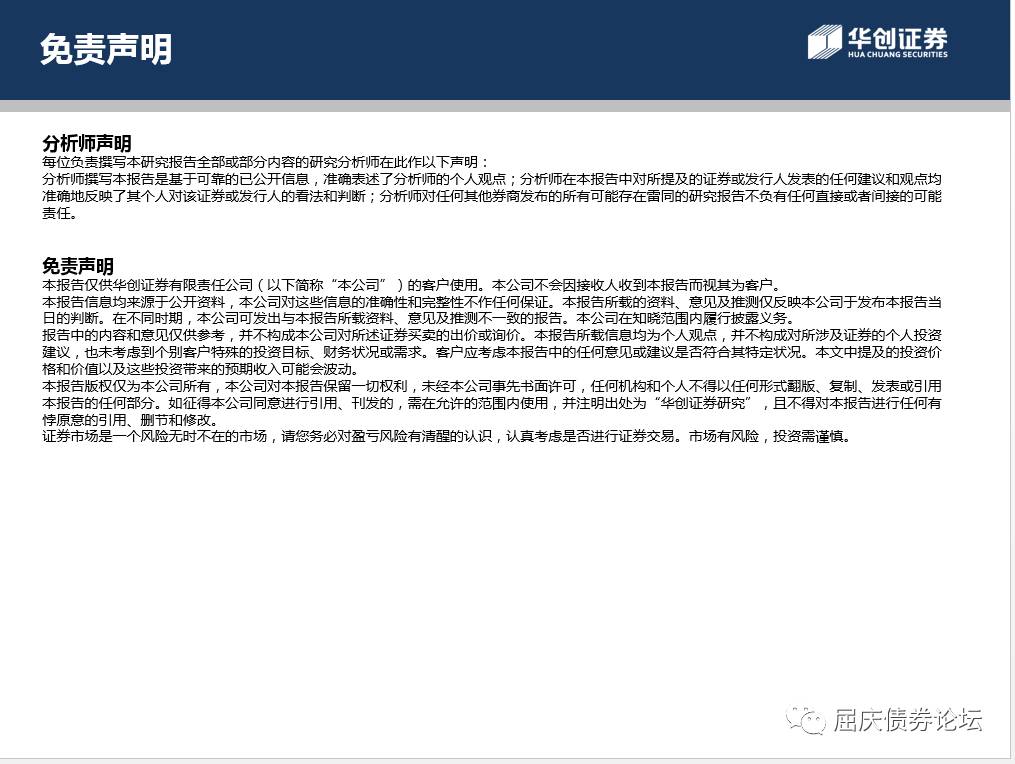 免责声明
华创证券
HUA CHUANG SECURITIES
分析师声明
每位负责撰写本研究报告全部或部分内容的研究分析师在此作以下声明：
分析师撰写本报告是基于可靠的已公开信息，准确表述了分析师的个人观点；分析师在本报告中对所提及的证券或发行人发表的任何建议和观点均
准确地反映了其个人对该证券或发行人的看法和判断；分析师对任何其他券商发布的所有可能存在雷同的研究报告不负有任何直接或者间接的可能
责任。
免责声明
本报告仅供华创证券有限责任公司（以下简称“本公司”）的客户使用。本公司不会因接收人收到本报告而视其为客户。
本报告信息均来源于公开资料，本公司对这些信息的准确性和完整性不作任何保证。本报告所载的资料、意见及推测仅反映本公司于发布本报告当
日的判断。在不同时期，本公司可发出与本报告所载资料、意见及推测不一致的报告。本公司在知晓范围内履行披露义务。
报告中的内容和意见仅供参考，并不构成本公司对所述证券买卖的出价或询价。本报告所载信息均为个人观点，并不构成对所涉及证券的个人投资
建议，也未考虑到个别客户特殊的投资目标、财务状况或需求。客户应考虑本报告中的任何意见或建议是否符合其特定状况。本文中提及的投资价
格和价值以及这些投资带来的预期收入可能会波动。
本报告版权仅为本公司所有，本公司对本报告保留一切权利，未经本公司事先书面许可，任何机构和个人不得以任何形式翻版、复制、发表或引用
本报告的任何部分。如征得本公司同意进行引用、刊发的，需在允许的范围内使用，并注明出处为“华创证券研究”，且不得对本报告进行任何有
悖原意的引用、删节和修改。
证券市场是一个风险无时不在的市场，请您务必对盈亏风险有清醒的认识，认真考虑是否进行证券交易。市场有风险，投资需谨慎。
屈庆债券论坛